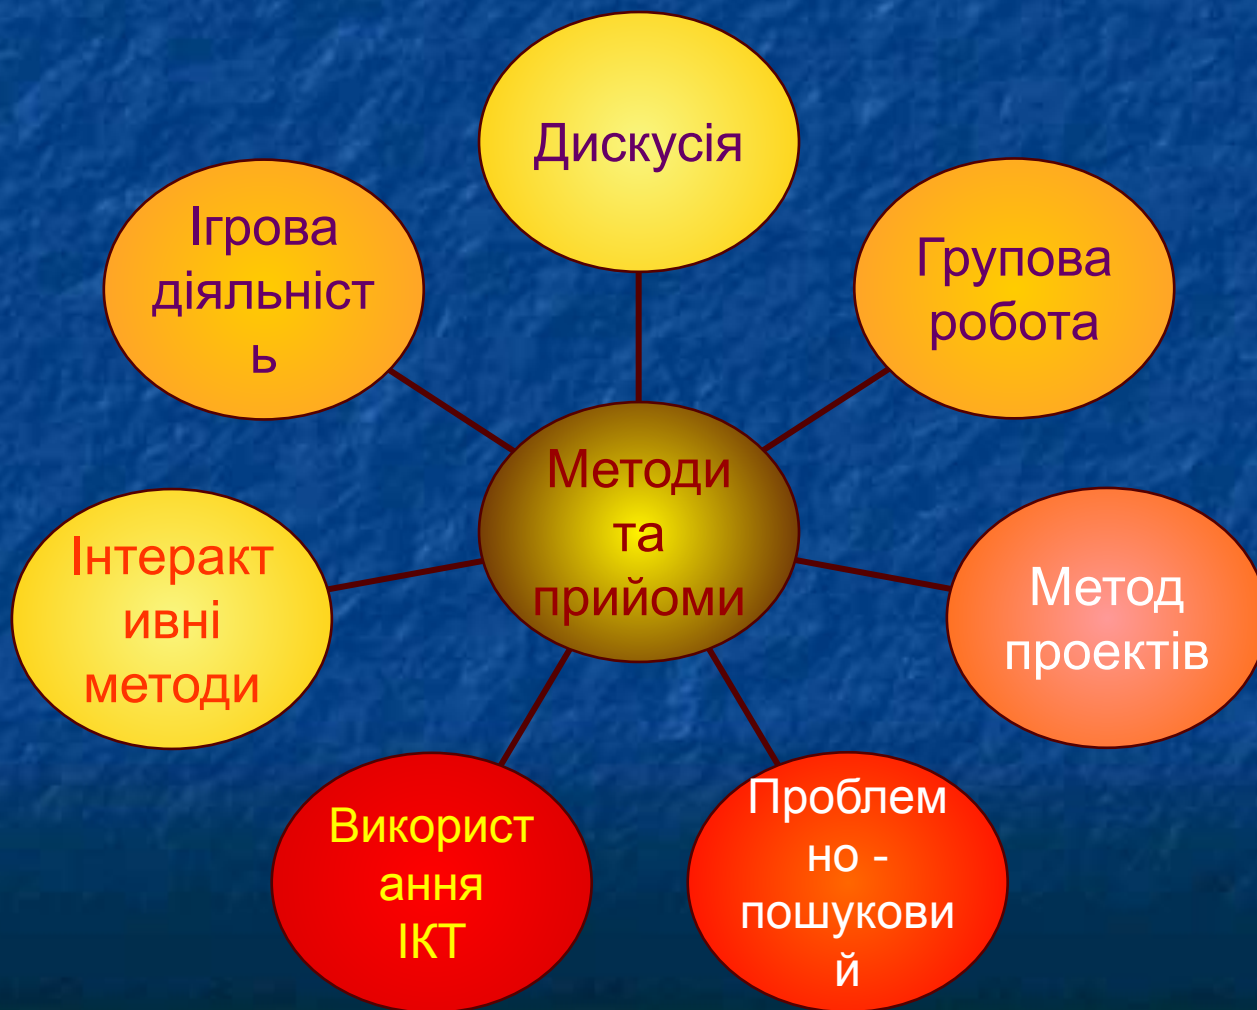 Дискусія
Ігрова
діяльніст
ь
Групова
робота
Методи
та
прийоми
Інтеракт
ивні
методи
Метод
проектів
Використ
ання
ІКТ
Проблем
но -
пошукови
й